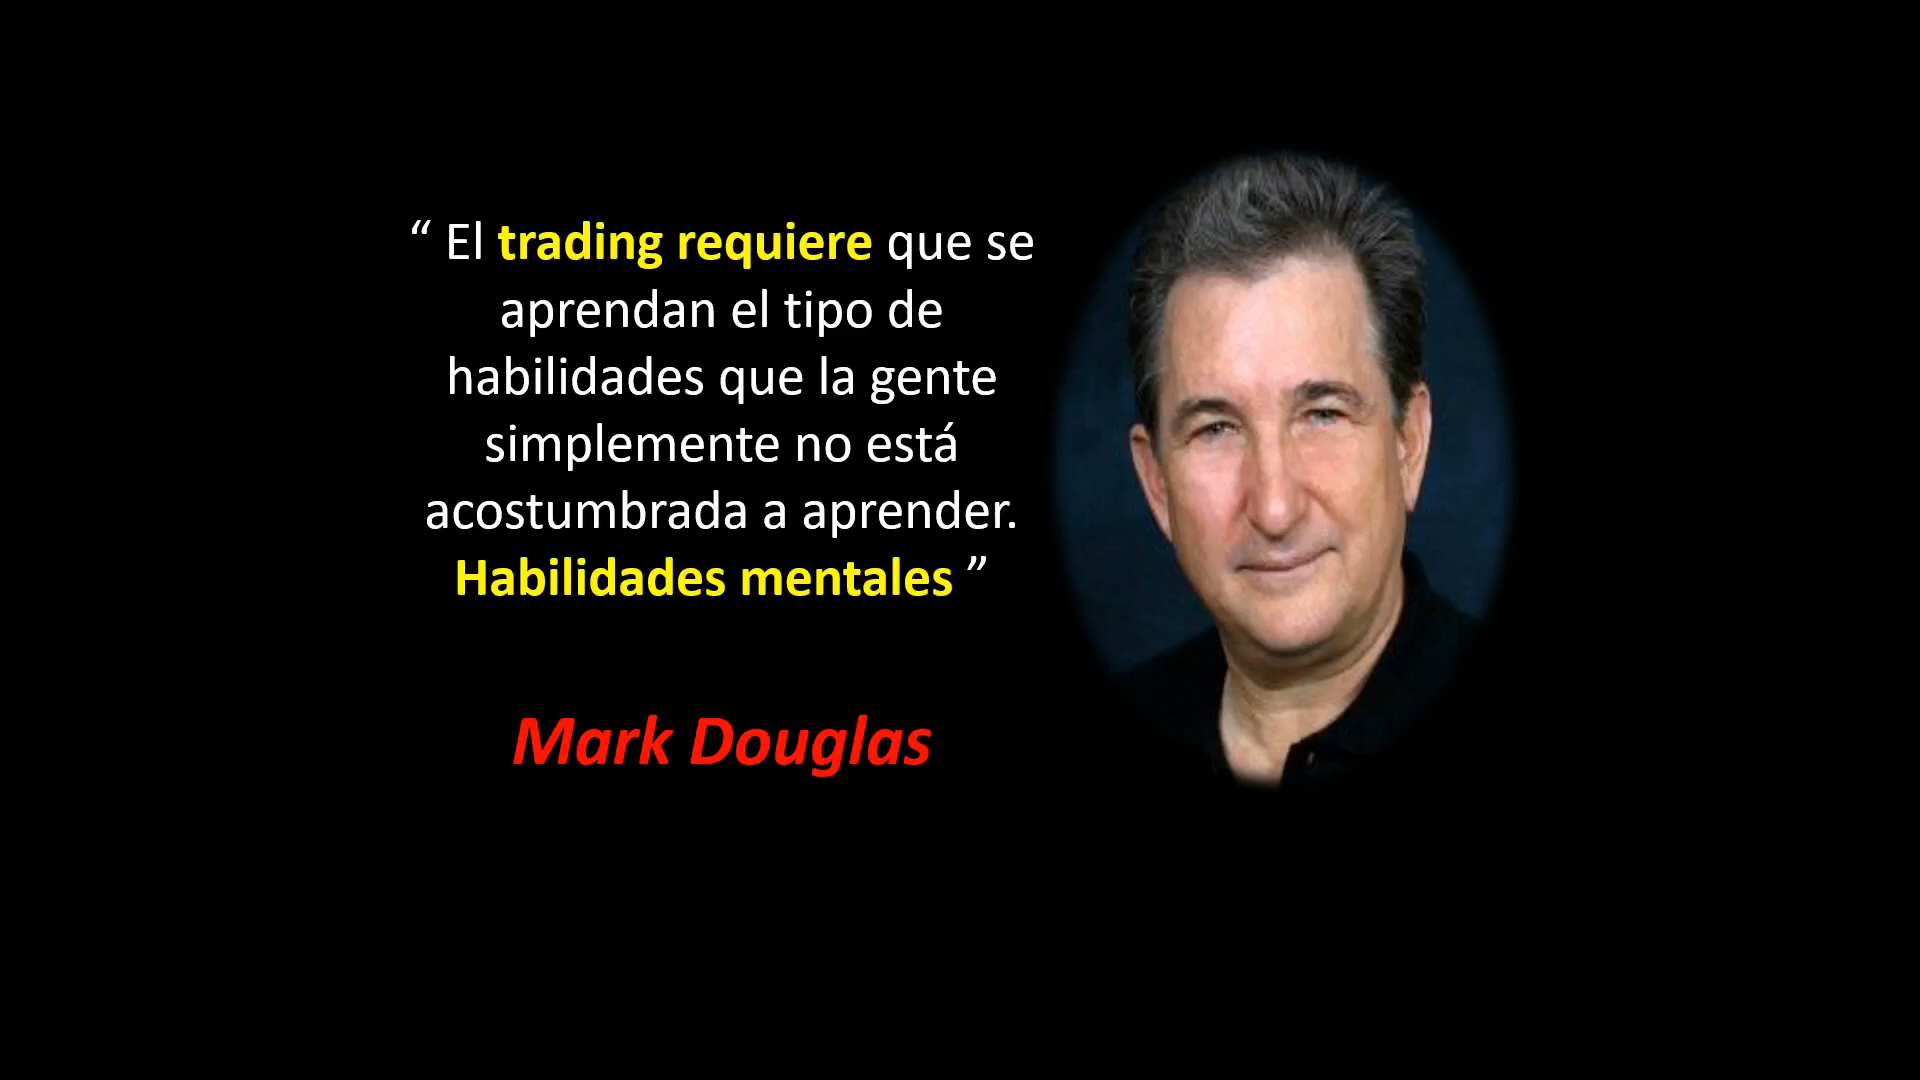 “ El trading requiere que se
aprendan el tipo de
habilidades que la gente
simplemente no está
acostumbrada a aprender.
Habilidades mentales ”
Mark Douglas